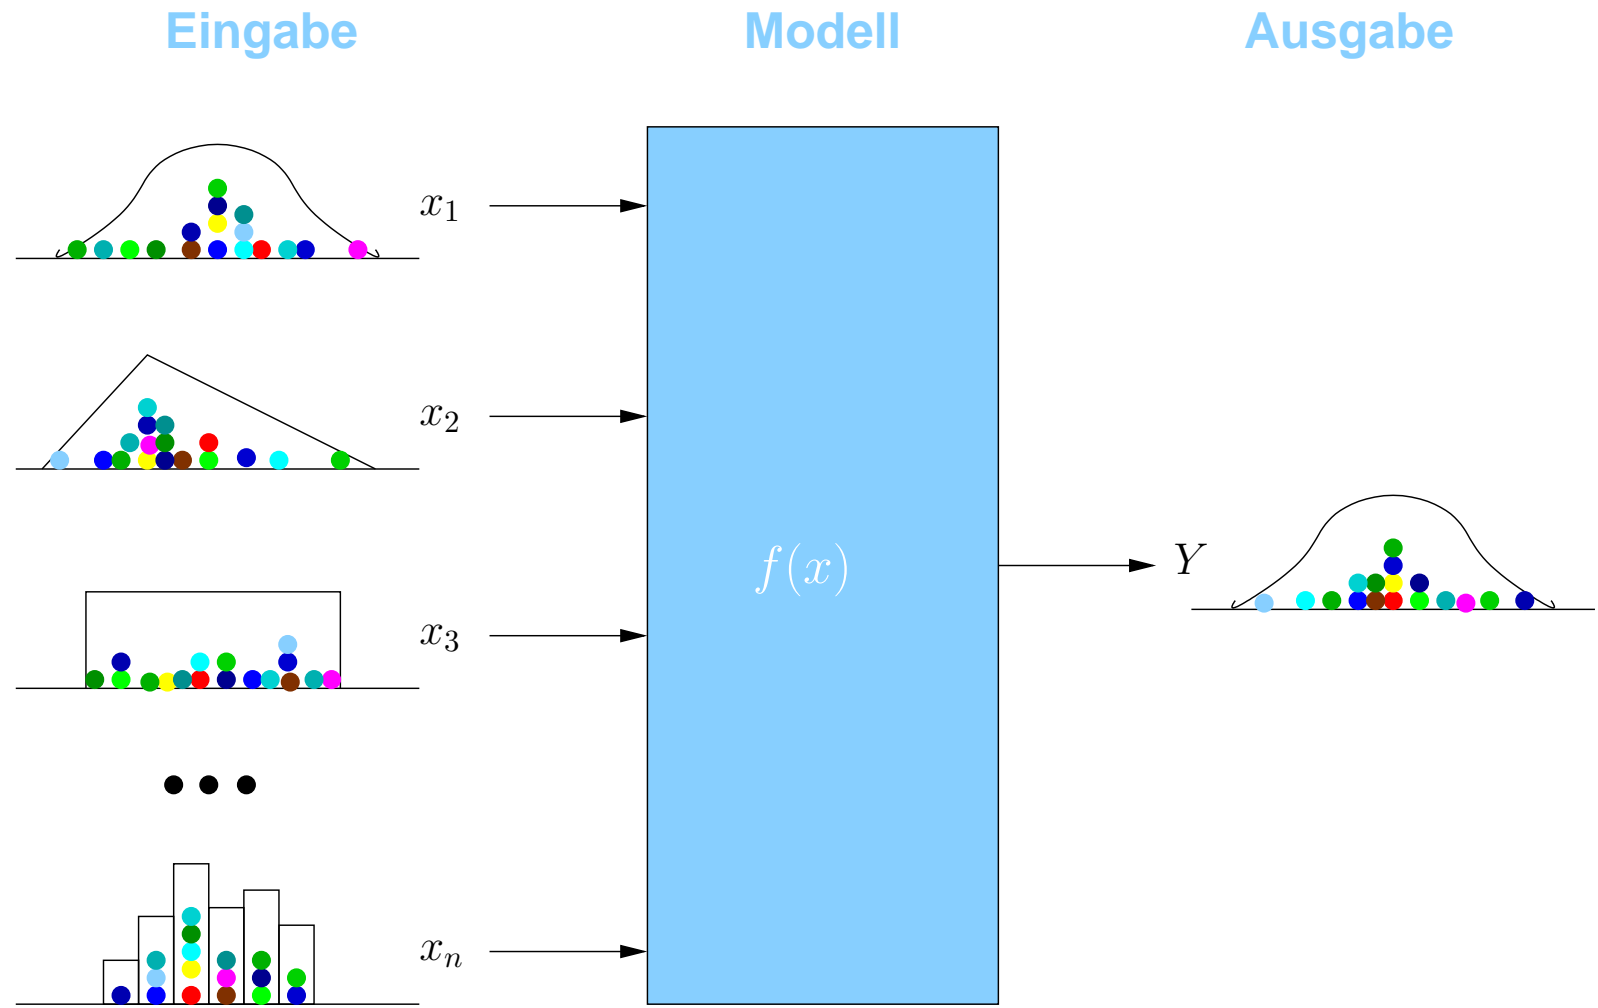 Eingabe Modell Ausgabe
x₁
x₂
f(x) Y
x₃
xₙ